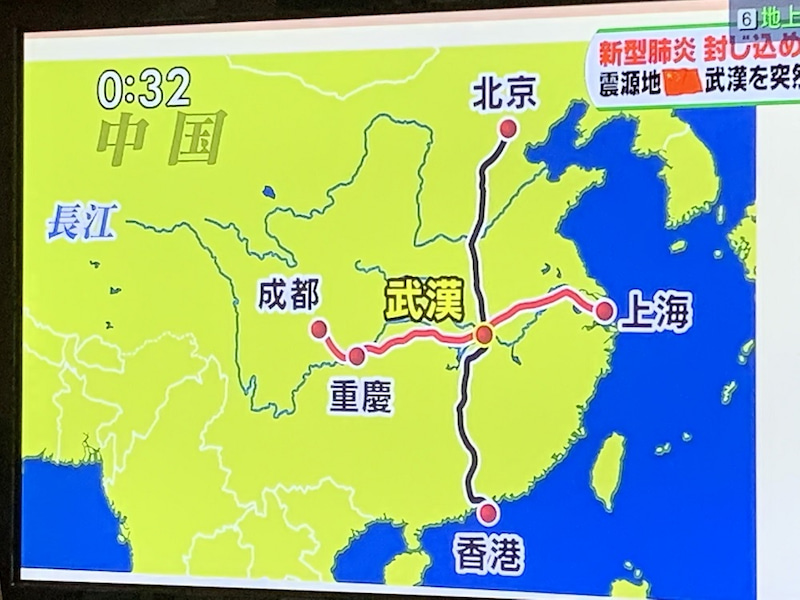 6 地上
新型肺炎 封じ込め
震源地 武漢を突然
0:32
中国
北京
長江
成都
武漢
上海
重慶
香港